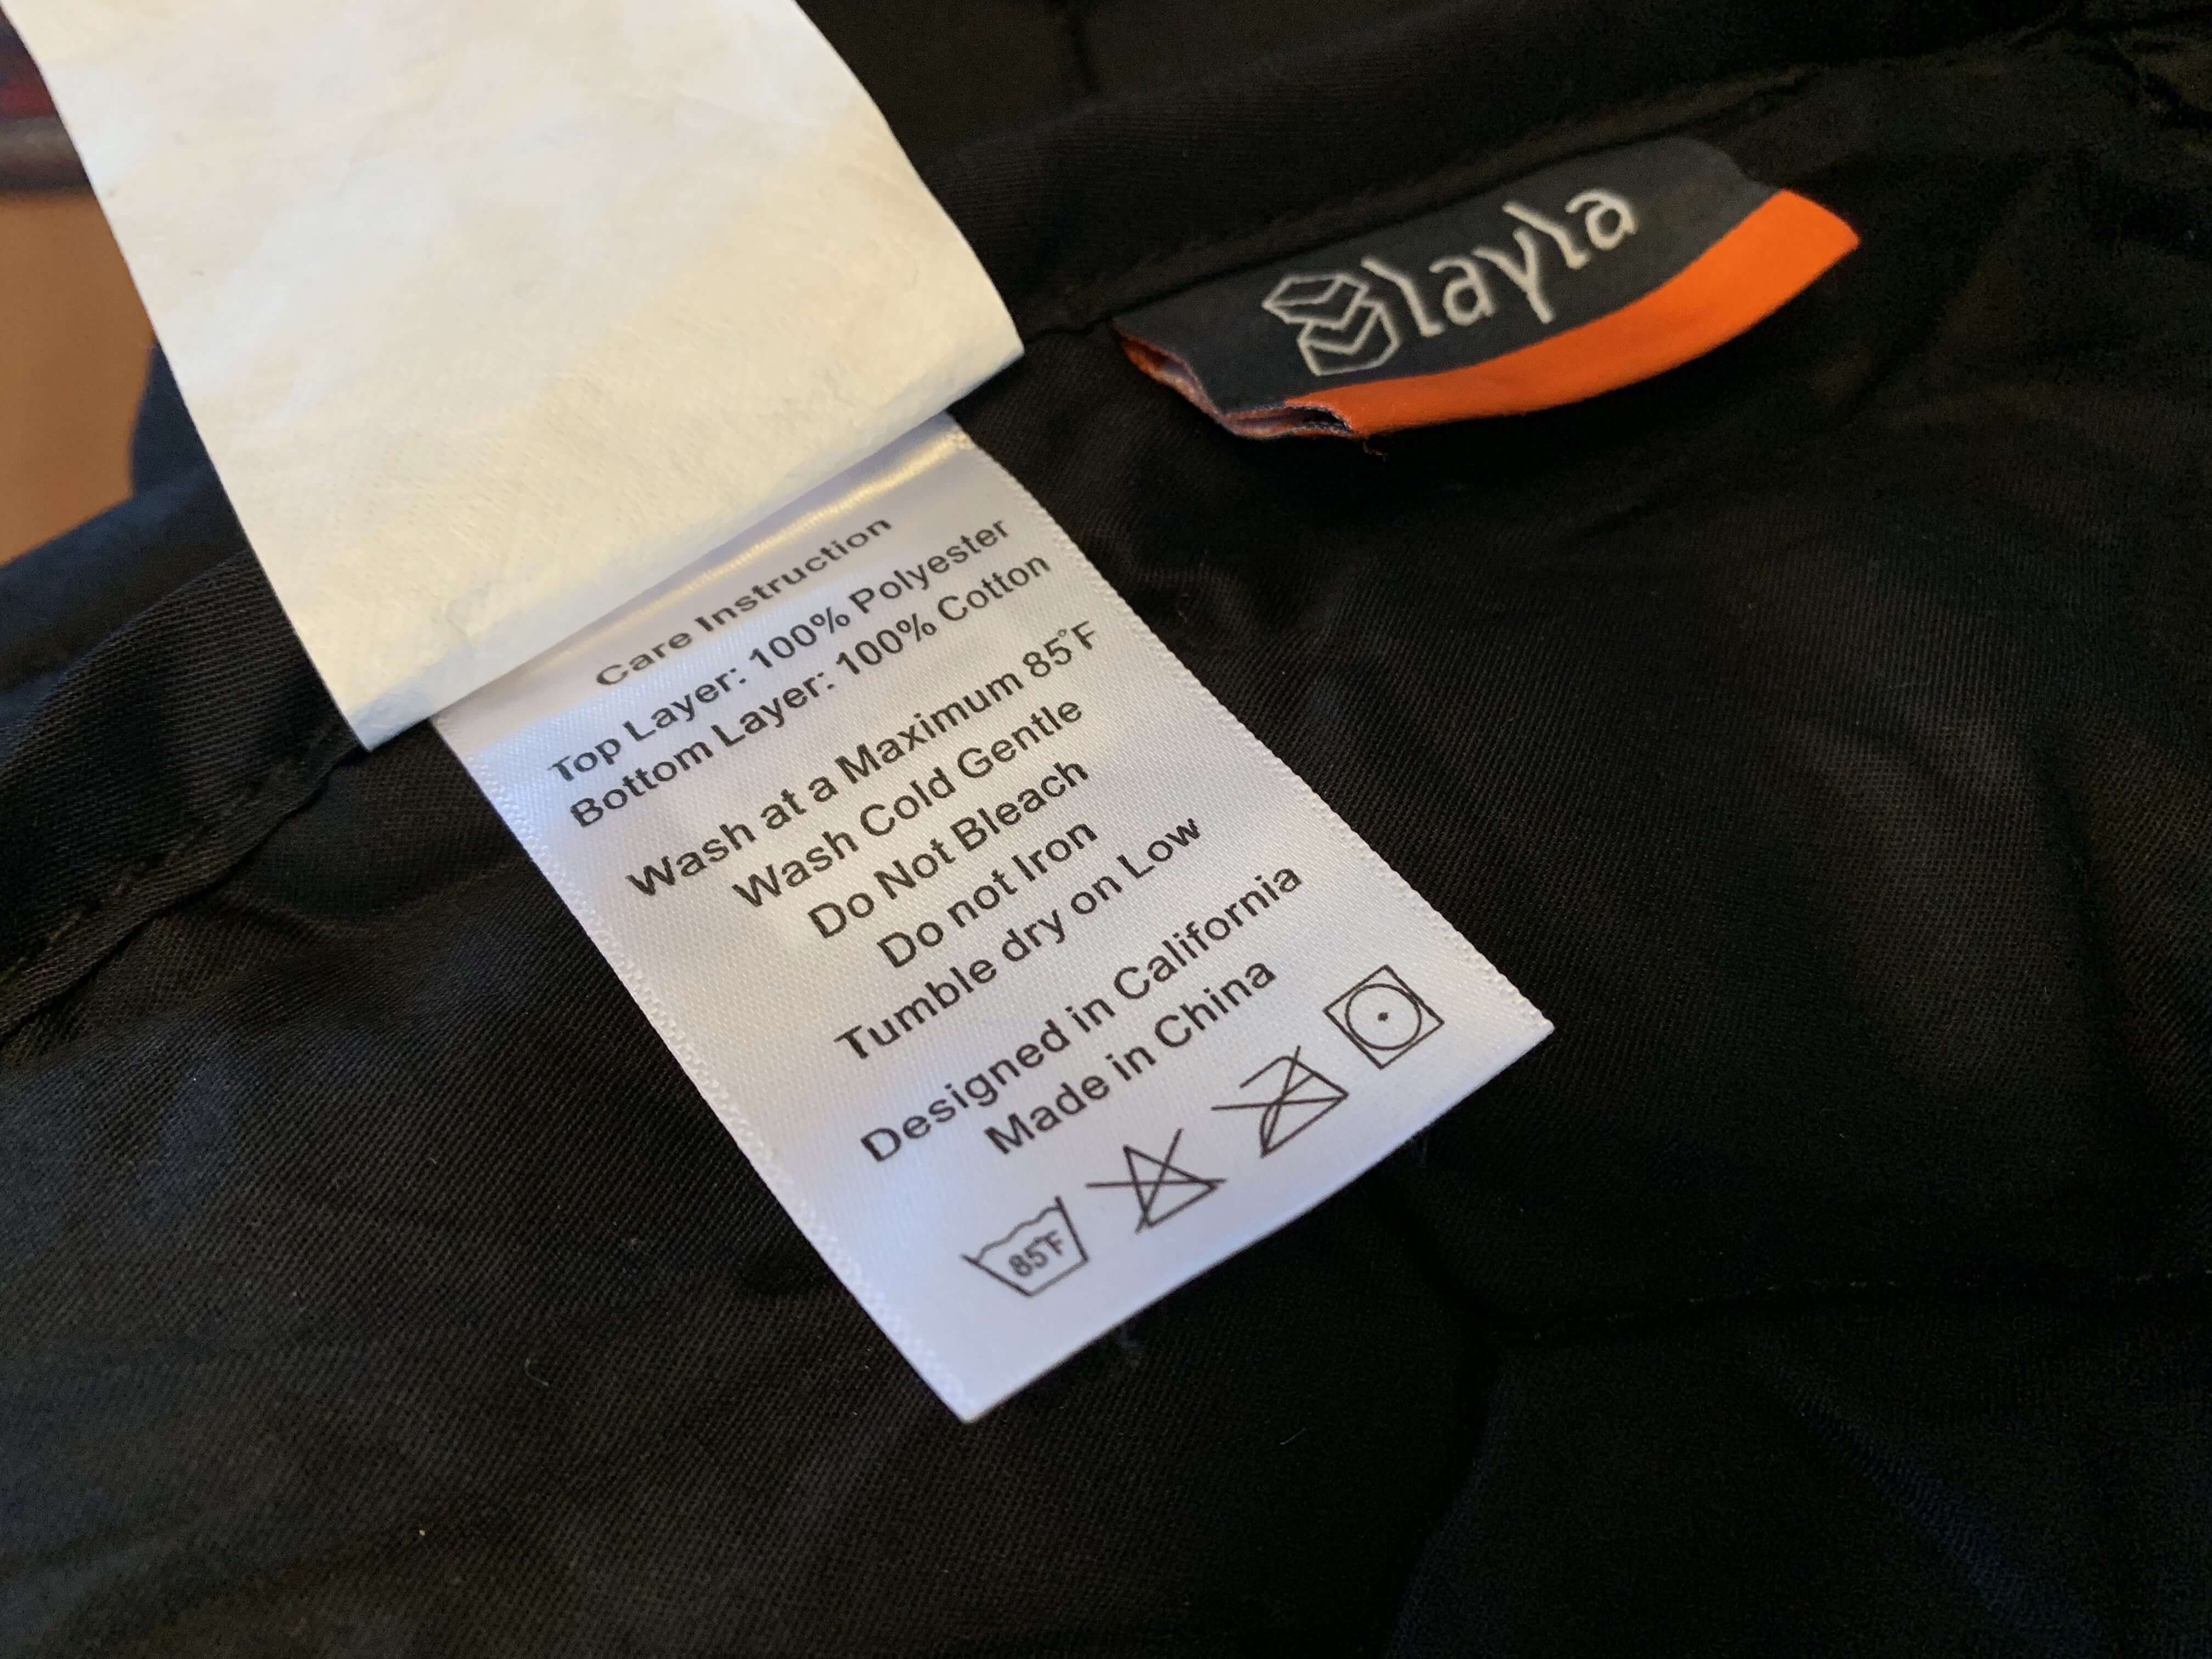 layla
Care Instruction
Top Layer: 100% Polyester
Bottom Layer: 100% Cotton
Wash at a Maximum 85°F
Wash Cold Gentle
Do Not Bleach
Do not Iron
Tumble dry on Low
Designed in California
Made in China
85°F